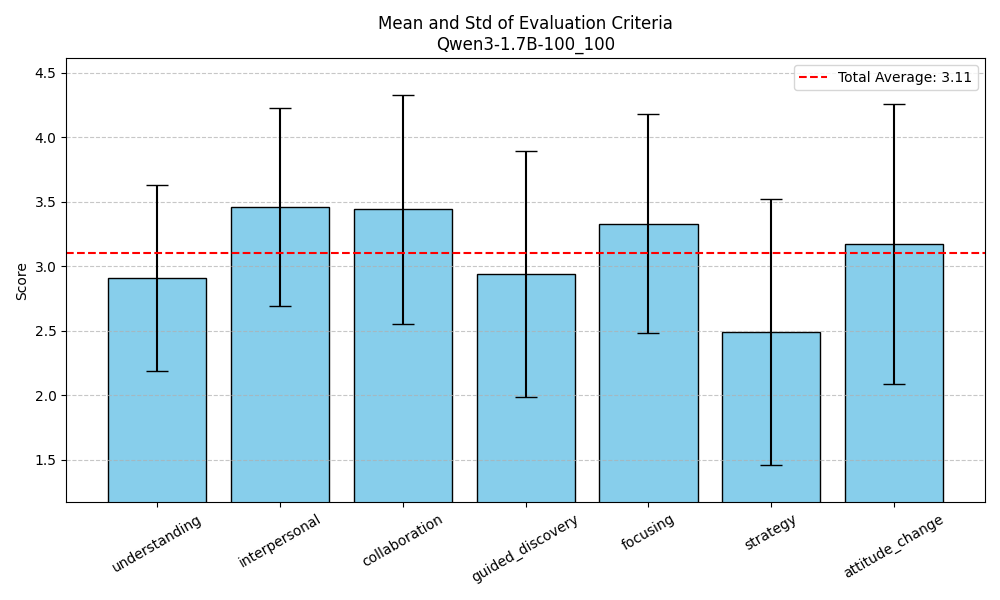 Mean and Std of Evaluation Criteria
Qwen3-1.7B-100_100
Total Average: 3.11
Score
4.5
4.0
3.5
3.0
2.5
2.0
1.5
understanding
interpersonal
collaboration
guided_discovery
focusing
strategy
attitude_change